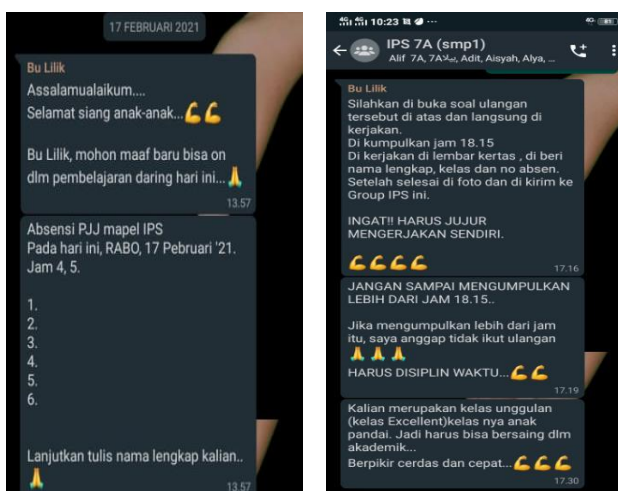 17 FEBRUARI 2021
Bu Lilik
Assalamualaikum....
Selamat siang anak-anak...💪💪
Bu Lilik, mohon maaf baru bisa on
dlm pembelajaran daring hari ini...🙏
13.57
Absensi PJJ mapel IPS
Pada hari ini, RABO, 17 Pebruari '21.
Jam 4, 5.
1.
2.
3.
4.
5.
6.
Lanjutkan tulis nama lengkap kalian..
🙏
13.57
4G 4G 10:23
IPS 7A (smp1)
Alif 7A, 7A, Adit, Aisyah, Alya, ...
Bu Lilik
Silahkan di buka soal ulangan
tersebut di atas dan langsung di
kerjakan.
Di kumpulkan jam 18.15
Di kerjakan di lembar kertas , di beri
nama lengkap, kelas dan no absen.
Setelah selesai di foto dan di kirim ke
Group IPS ini.
INGAT!! HARUS JUJUR
MENGERJAKAN SENDIRI.
💪💪💪💪
17.16
JANGAN SAMPAI MENGUMPULKAN
LEBIH DARI JAM 18.15..
Jika mengumpulkan lebih dari jam
itu, saya anggap tidak ikut ulangan
🙏🙏🙏
HARUS DISIPLIN WAKTU...💪💪
17.19
Kalian merupakan kelas unggulan
(kelas Excellent)kelas nya anak
pandai. Jadi harus bisa bersaing dlm
akademik...
Berpikir cerdas dan cepat...💪💪💪
17.30